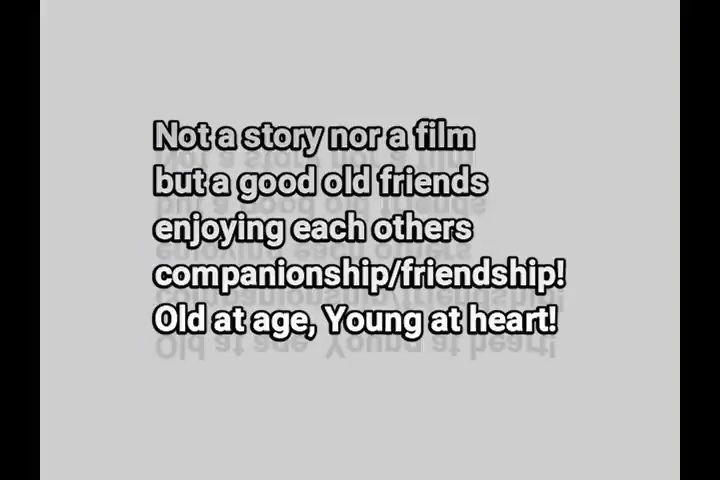 Not a story nor a film
but a good old friends
enjoying each others
companionship/friendship!
Old at age, Young at heart!